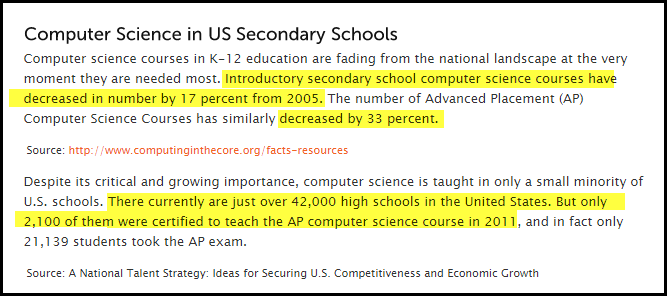 Computer Science in US Secondary Schools
Computer science courses in K-12 education are fading from the national landscape at the very
moment they are needed most. Introductory secondary school computer science courses have
decreased in number by 17 percent from 2005. The number of Advanced Placement (AP)
Computer Science Courses has similarly decreased by 33 percent.
Source: http://www.computinginthecore.org/facts-resources
Despite its critical and growing importance, computer science is taught in only a small minority of
U.S. schools. There currently are just over 42,000 high schools in the United States. But only
2,100 of them were certified to teach the AP computer science course in 2011, and in fact only
21,139 students took the AP exam.
Source: A National Talent Strategy: Ideas for Securing U.S. Competitiveness and Economic Growth